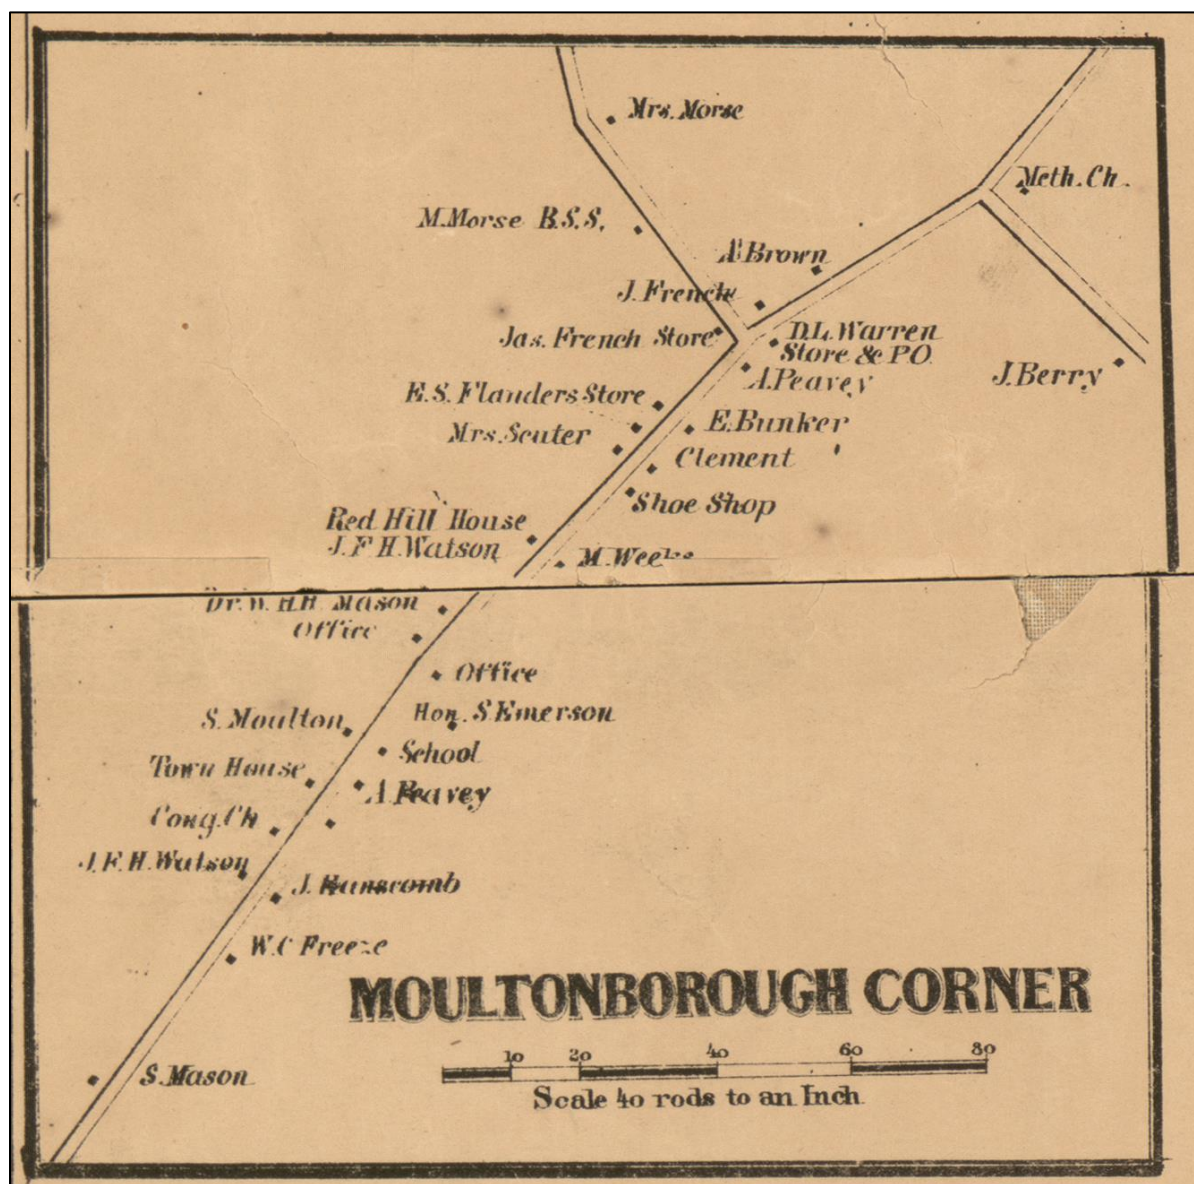 Mrs. Morse
Meth. Ch.
M. Morse B.S.S.
A. Brown
J. French
Jas. French Store
D.L. Warren
Store & P.O.
A. Peavey
J. Berry
E.S. Flanders Store
E. Bunker
Mrs. Senter
Clement
Shoe Shop
Red Hill House
J.F.H. Watson
M. Weeks
Dr. W.H.H. Mason
Office
Office
Hon. S. Emerson
S. Moulton
School
Town House
A. Peavey
Cong. Ch
J.F.H. Watson
J. Hanscomb
W.C Freeze
MOULTONBOROUGH CORNER
10 20 40 60 80
Scale 40 rods to an Inch
S. Mason